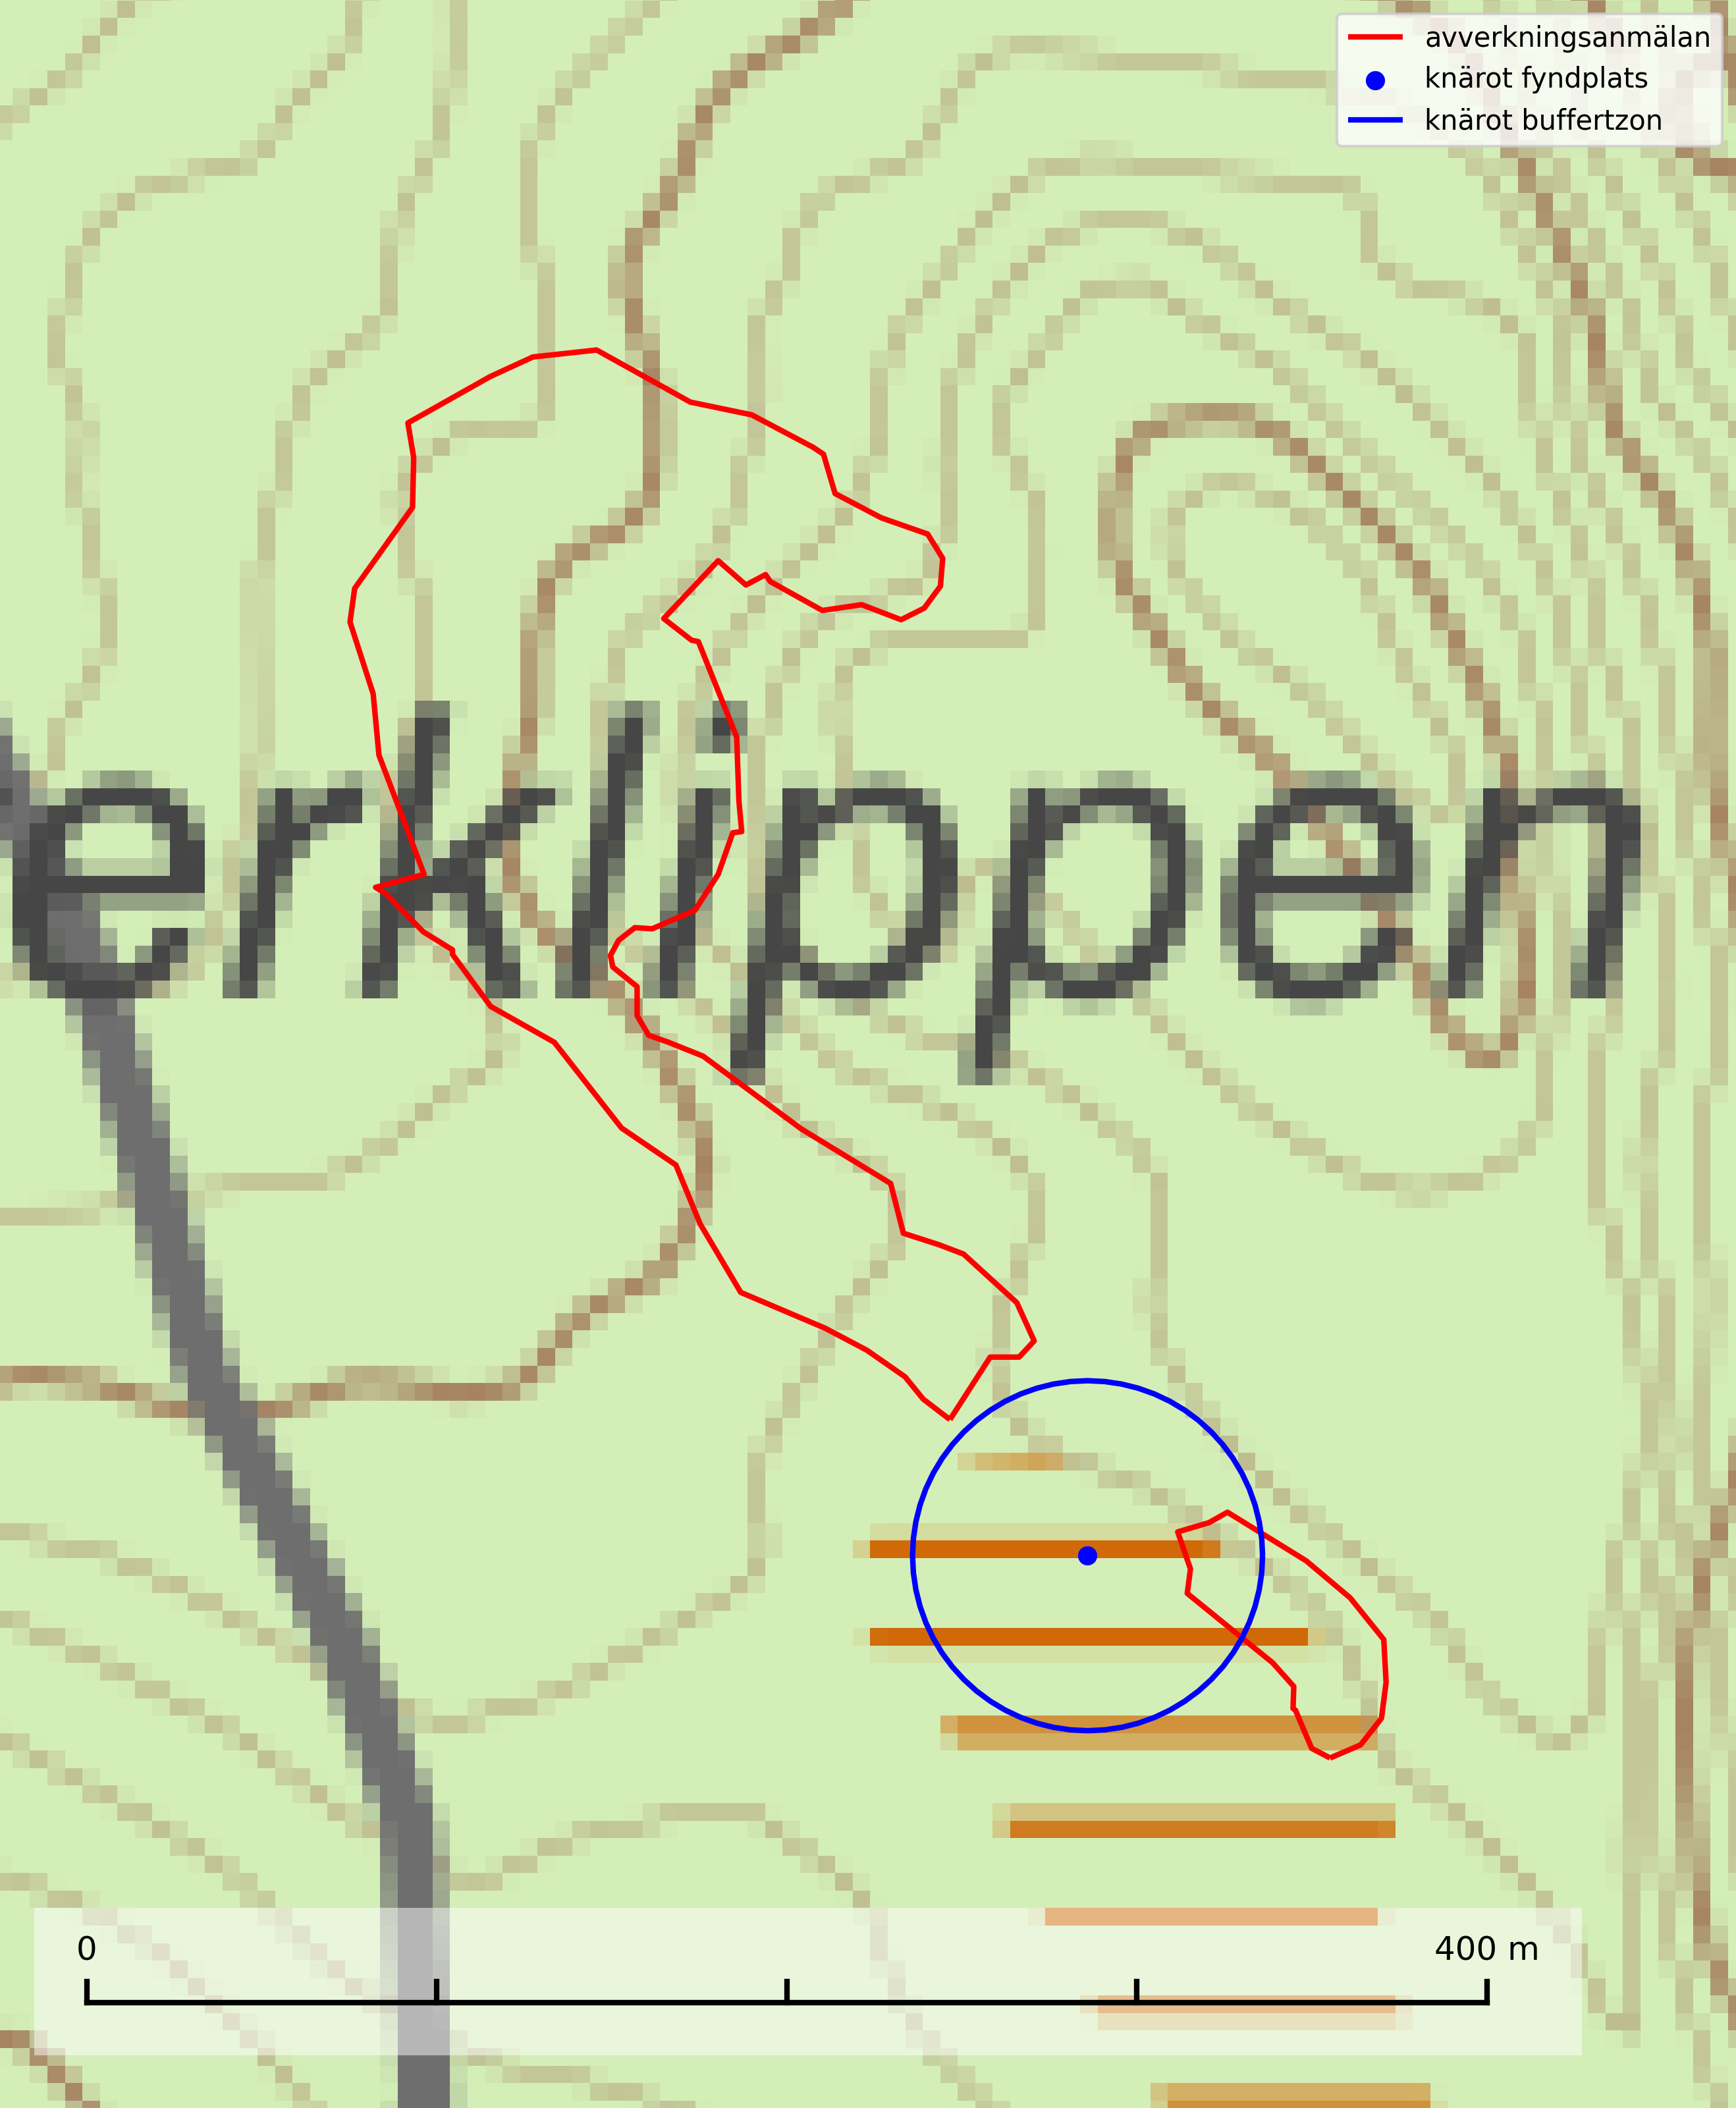 avverkningsanmälan
knärot fyndplats
knärot buffertzon
erklippen
0 400 m